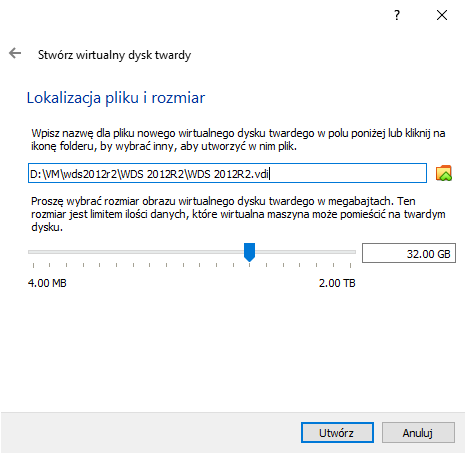 ?
Stwórz wirtualny dysk twardy
Lokalizacja pliku i rozmiar
Wpisz nazwę dla pliku nowego wirtualnego dysku twardego w polu poniżej lub kliknij na
ikonę folderu, by wybrać inny, aby utworzyć w nim plik.
D:\VM\wds2012r2\WDS 2012R2\WDS 2012R2.vdi
Proszę wybrać rozmiar obrazu wirtualnego dysku twardego w megabajtach. Ten
rozmiar jest limitem ilości danych, które wirtualna maszyna może pomieścić na twardym
dysku.
32.00 GB
4.00 MB 2.00 TB
Utwórz Anuluj